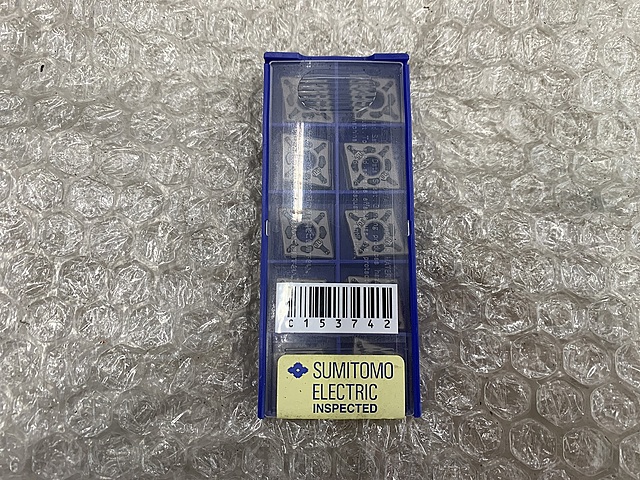 C153742
SUMITOMO
ELECTRIC
INSPECTED